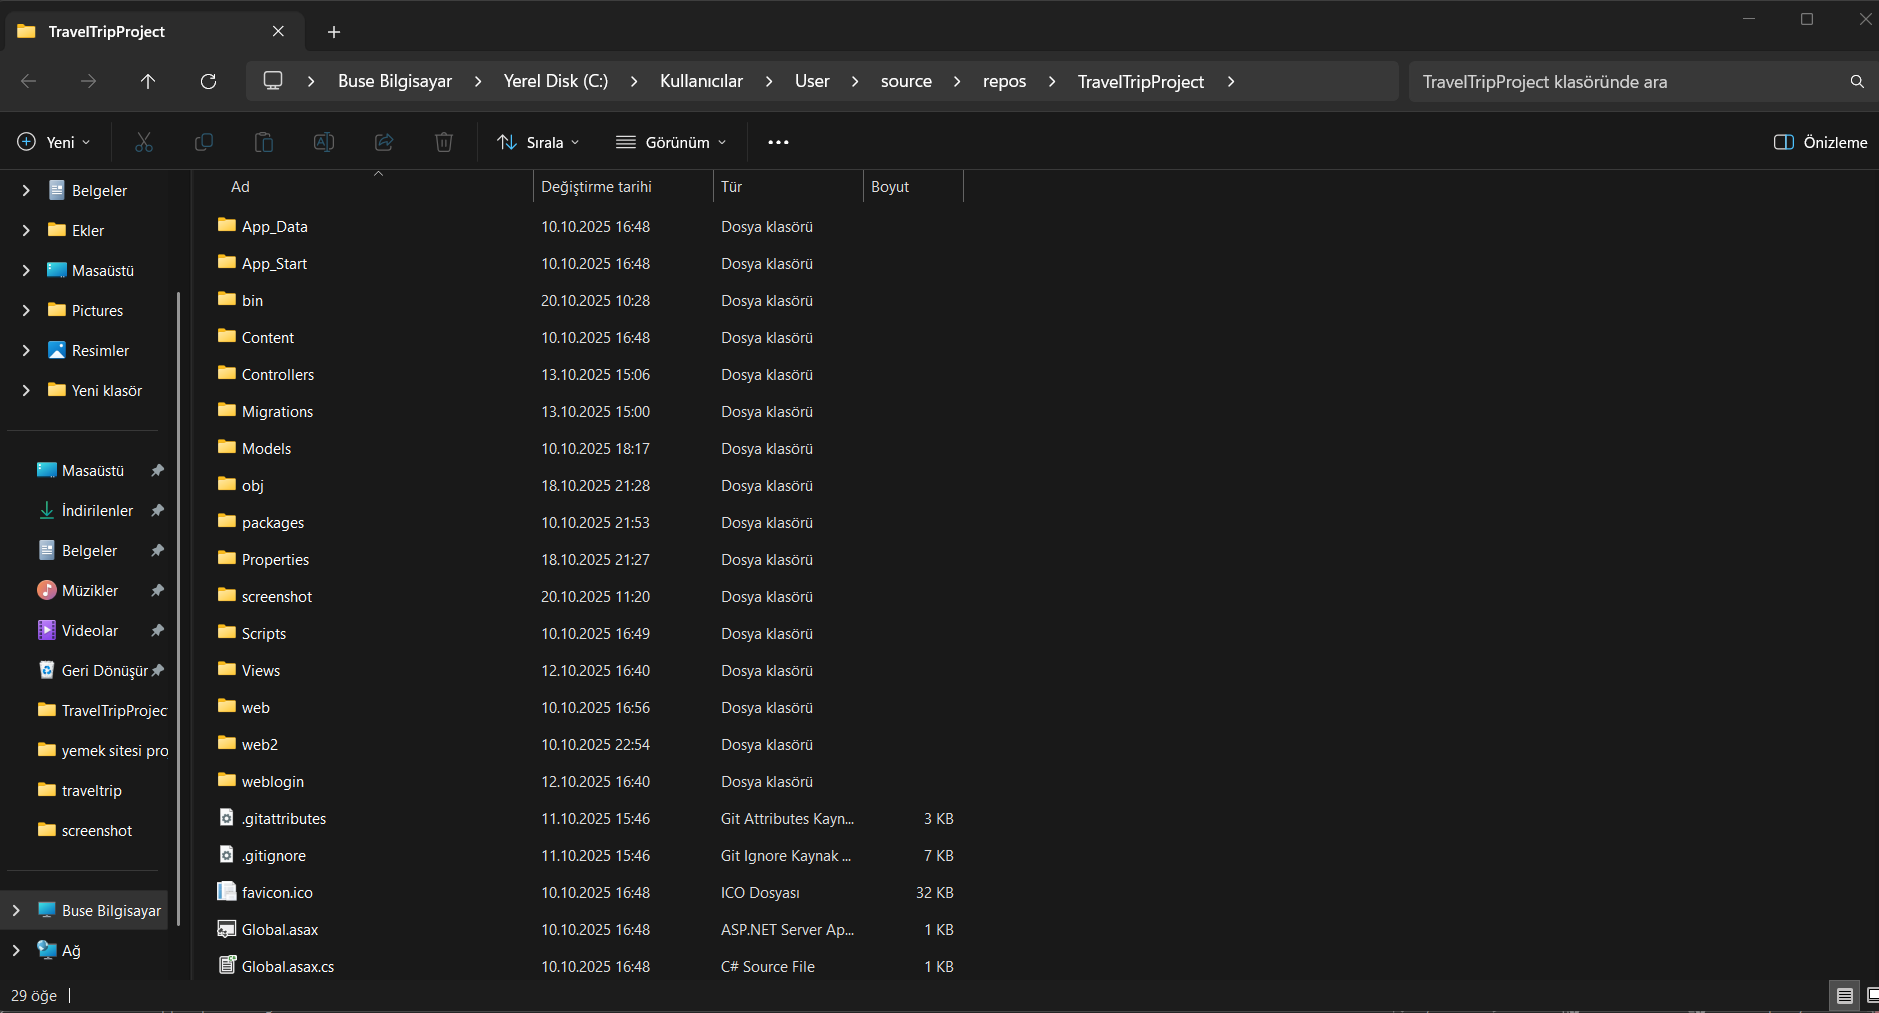 TravelTripProject
Buse Bilgisayar > Yerel Disk (C:) > Kullanıcılar > User > source > repos > TravelTripProject >
TravelTripProject klasöründe ara
Yeni
Sırala
Görünüm
Önizleme
Belgeler
Ekler
Masaüstü
Pictures
Resimler
Yeni klasör
Masaüstü
İndirilenler
Belgeler
Müzikler
Videolar
Geri Dönüşür
TravelTripProjec
yemek sitesi pro
traveltrip
screenshot
Buse Bilgisayar
Ağ
Ad Değiştirme tarihi Tür Boyut
App_Data 10.10.2025 16:48 Dosya klasörü
App_Start 10.10.2025 16:48 Dosya klasörü
bin 20.10.2025 10:28 Dosya klasörü
Content 10.10.2025 16:48 Dosya klasörü
Controllers 13.10.2025 15:06 Dosya klasörü
Migrations 13.10.2025 15:00 Dosya klasörü
Models 10.10.2025 18:17 Dosya klasörü
obj 18.10.2025 21:28 Dosya klasörü
packages 10.10.2025 21:53 Dosya klasörü
Properties 18.10.2025 21:27 Dosya klasörü
screenshot 20.10.2025 11:20 Dosya klasörü
Scripts 10.10.2025 16:49 Dosya klasörü
Views 12.10.2025 16:40 Dosya klasörü
web 10.10.2025 16:56 Dosya klasörü
web2 10.10.2025 22:54 Dosya klasörü
weblogin 12.10.2025 16:40 Dosya klasörü
.gitattributes 11.10.2025 15:46 Git Attributes Kayn... 3 KB
.gitignore 11.10.2025 15:46 Git Ignore Kaynak ... 7 KB
favicon.ico 10.10.2025 16:48 ICO Dosyası 32 KB
Global.asax 10.10.2025 16:48 ASP.NET Server Ap... 1 KB
Global.asax.cs 10.10.2025 16:48 C# Source File 1 KB
29 öğe